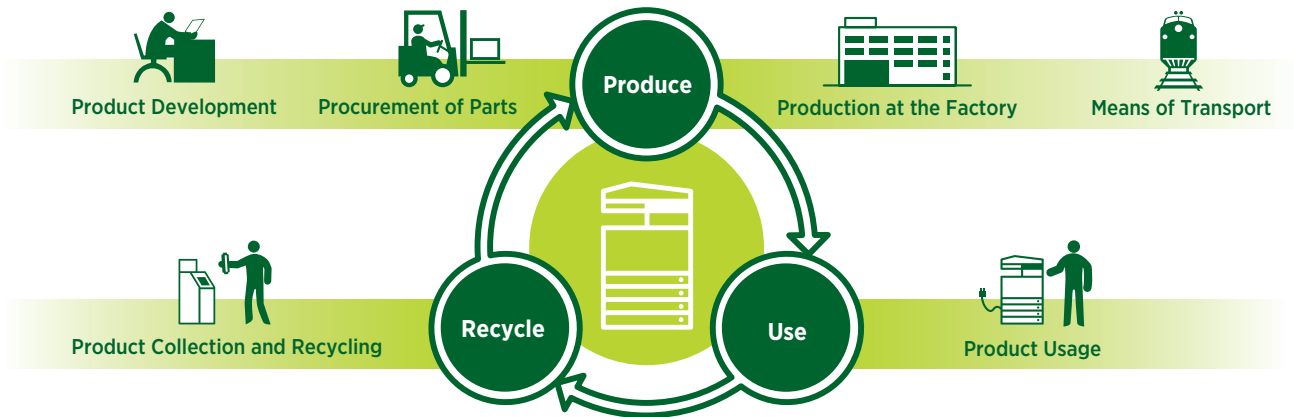 Produce
Product Development
Procurement of Parts
Production at the Factory
Means of Transport
Recycle
Use
Product Collection and Recycling
Product Usage